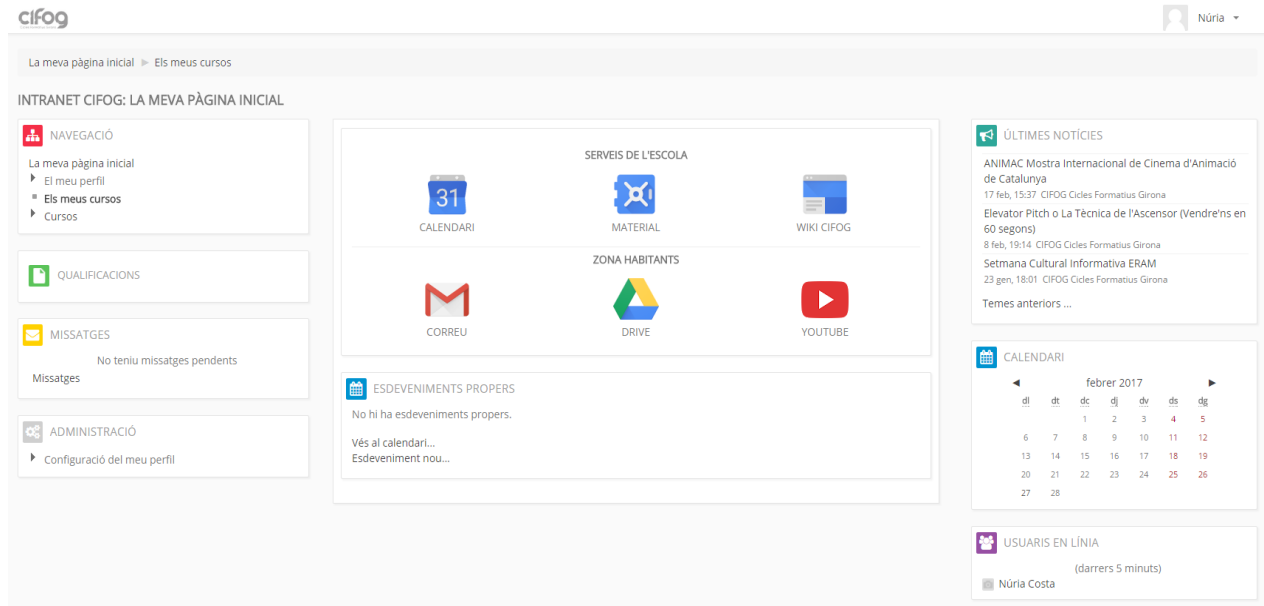 cifog
Núria
La meva pàgina inicial
Els meus cursos
INTRANET CIFOG: LA MEVA PÀGINA INICIAL
NAVEGACIÓ
La meva pàgina inicial
El meu perfil
Els meus cursos
Cursos
QUALIFICACIONS
MISSATGES
No teniu missatges pendents
Missatges
ADMINISTRACIÓ
Configuració del meu perfil
SERVEIS DE L'ESCOLA
31
CALENDARI MATERIAL WIKI CIFOG
ZONA HABITANTS
CORREU DRIVE YOUTUBE
ESDEVENIMENTS PROPERS
No hi ha esdeveniments propers.
Vés al calendari...
Esdeveniment nou...
ÚLTIMES NOTÍCIES
ANIMAC Mostra Internacional de Cinema d'Animació
de Catalunya
17 feb, 15:37 CIFOG Cicles Formatius Girona
Elevator Pitch o La Tècnica de l'Ascensor (Vendre'ns en
60 segons)
8 feb, 19:14 CIFOG Cicles Formatius Girona
Setmana Cultural Informativa ERAM
23 gen, 18:01 CIFOG Cicles Formatius Girona
Temes anteriors ...
CALENDARI
febrer 2017
dl dt dc dj dv ds dg
1 2 3 4 5
6 7 8 9 10 11 12
13 14 15 16 17 18 19
20 21 22 23 24 25 26
27 28
USUARIS EN LÍNIA
(darrers 5 minuts)
Núria Costa